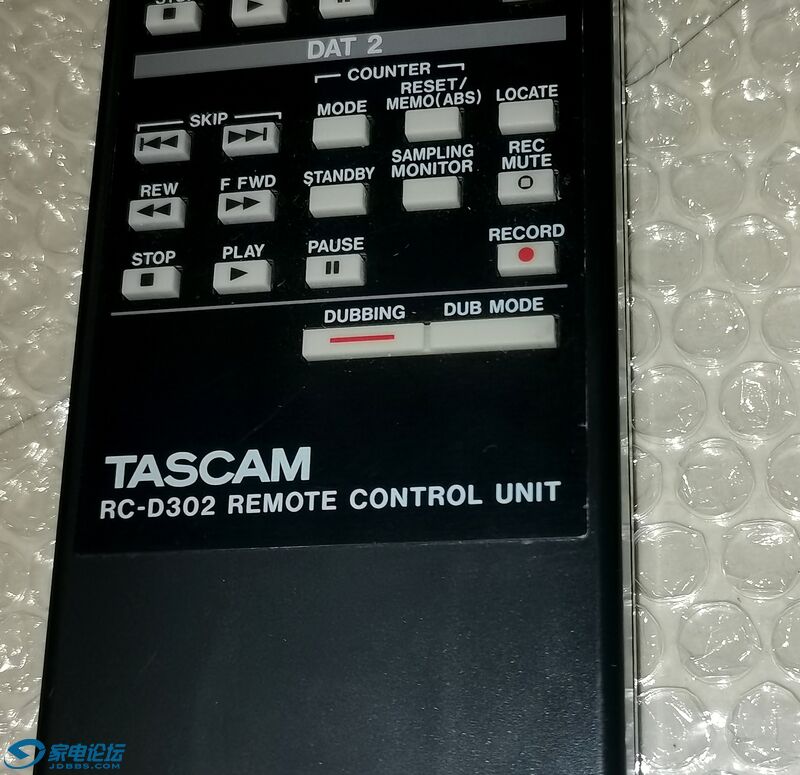 STOP
DAT 2
COUNTER
MODE
RESET/
MEMO(ABS)
LOCATE
SKIP
STANDBY
SAMPLING
MONITOR
REC
MUTE
REW
F FWD
STOP
PLAY
PAUSE
RECORD
DUBBING
DUB MODE
TASCAM
RC-D302 REMOTE CONTROL UNIT
家电论坛
JDBBS.COM